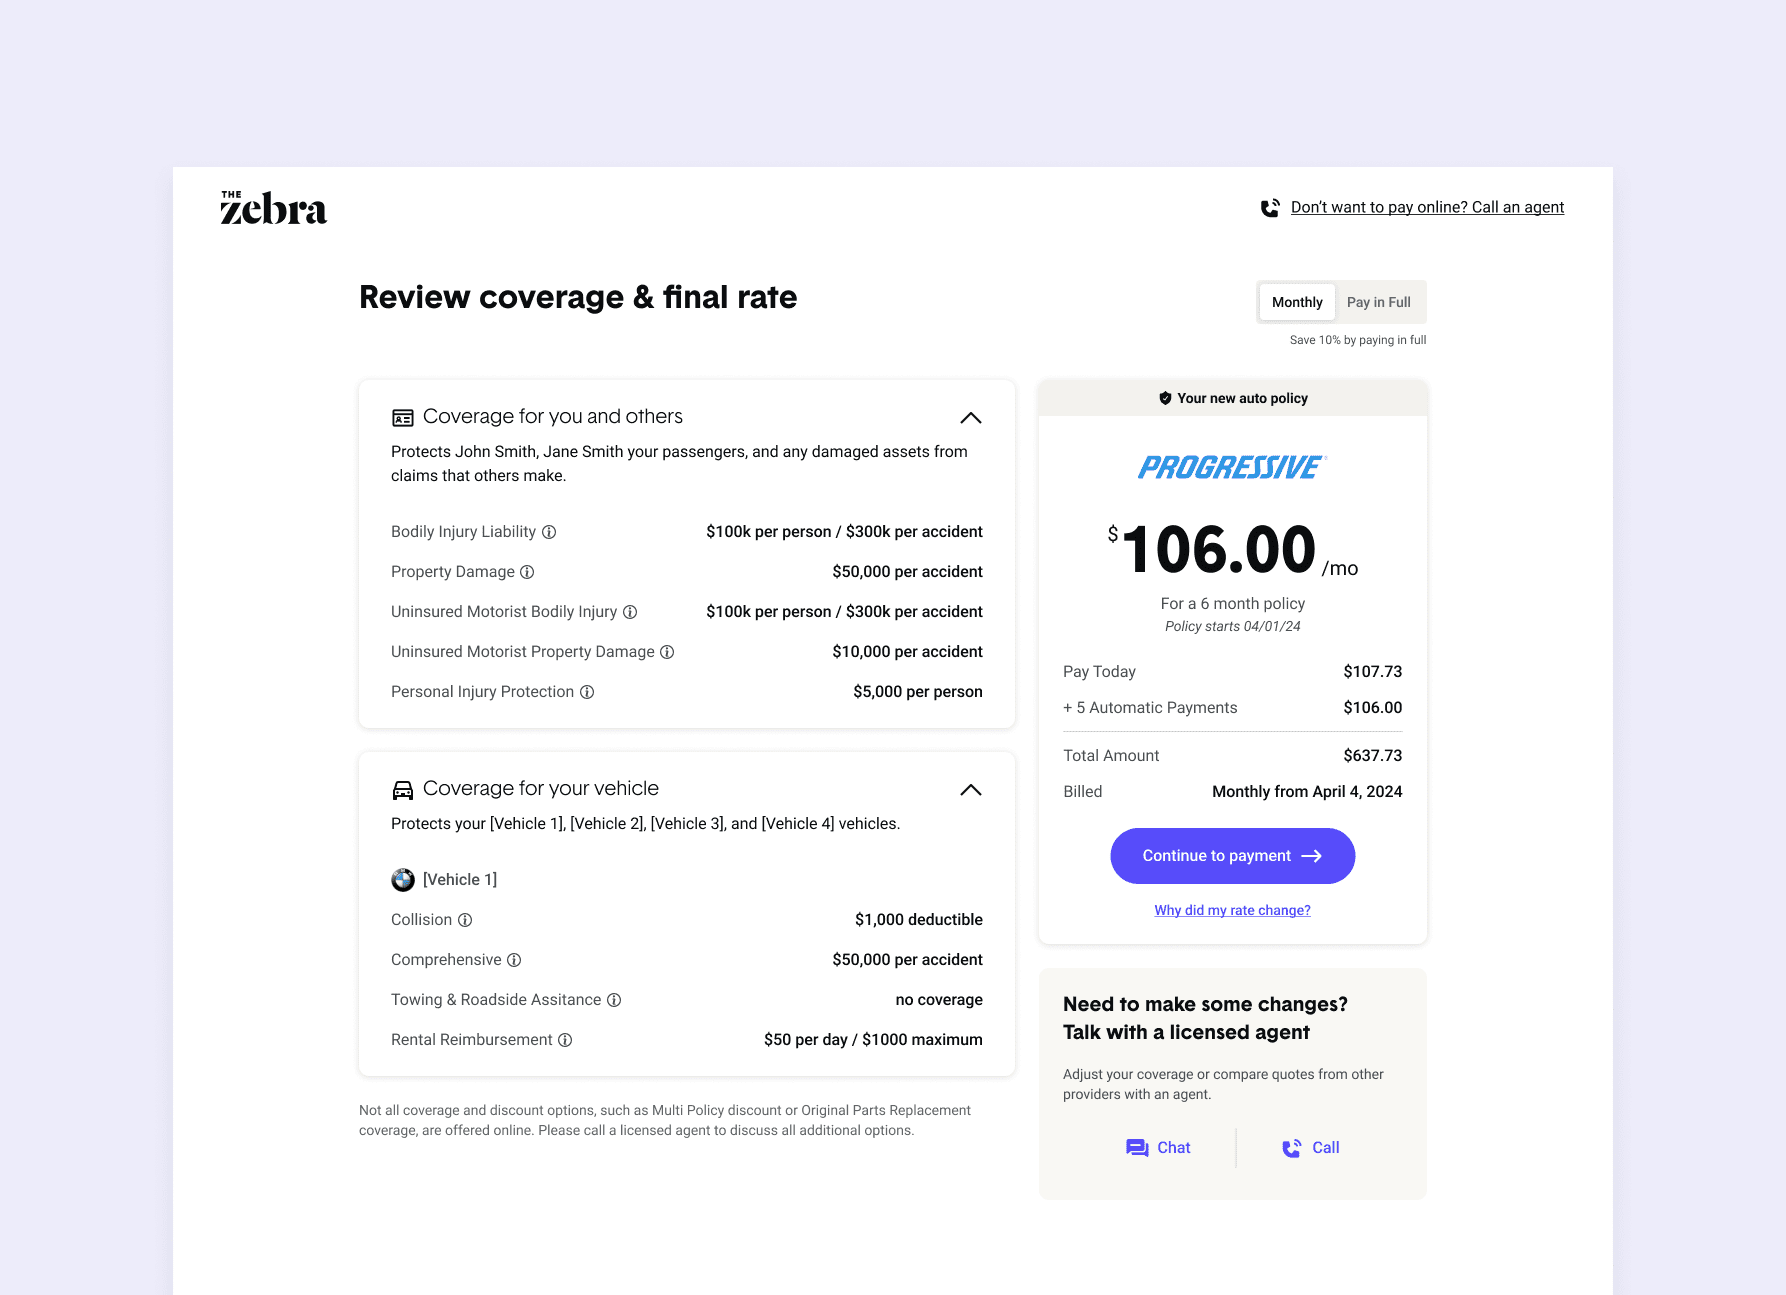 THE
zebra
Don’t want to pay online? Call an agent
Review coverage & final rate
Monthly
Pay in Full
Save 10% by paying in full
Coverage for you and others
Protects John Smith, Jane Smith your passengers, and any damaged assets from
claims that others make.
Bodily Injury Liability $100k per person / $300k per accident
Property Damage $50,000 per accident
Uninsured Motorist Bodily Injury $100k per person / $300k per accident
Uninsured Motorist Property Damage $10,000 per accident
Personal Injury Protection $5,000 per person
Coverage for your vehicle
Protects your [Vehicle 1], [Vehicle 2], [Vehicle 3], and [Vehicle 4] vehicles.
[Vehicle 1]
Collision $1,000 deductible
Comprehensive $50,000 per accident
Towing & Roadside Assitance no coverage
Rental Reimbursement $50 per day / $1000 maximum
Not all coverage and discount options, such as Multi Policy discount or Original Parts Replacement
coverage, are offered online. Please call a licensed agent to discuss all additional options.
Your new auto policy
PROGRESSIVE
$106.00 /mo
For a 6 month policy
Policy starts 04/01/24
Pay Today $107.73
+ 5 Automatic Payments $106.00
Total Amount $637.73
Billed Monthly from April 4, 2024
Continue to payment
Why did my rate change?
Need to make some changes?
Talk with a licensed agent
Adjust your coverage or compare quotes from other
providers with an agent.
Chat
Call